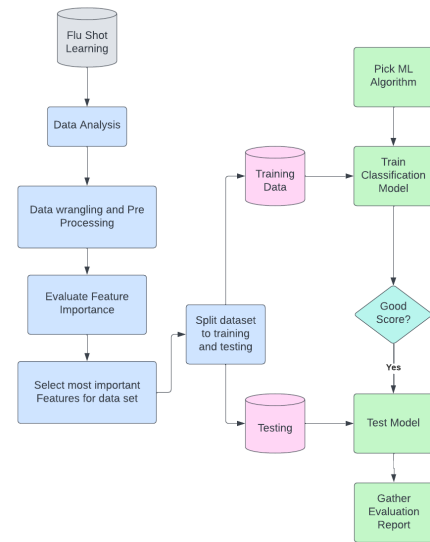 Flu Shot
Learning
Data Analysis
Data wrangling and Pre
Processing
Evaluate Feature
Importance
Select most important
Features for data set
Split dataset
to training
and testing
Training
Data
Testing
Pick ML
Algorithm
Train
Classification
Model
Good
Score?
Yes
Test Model
Gather
Evaluation
Report